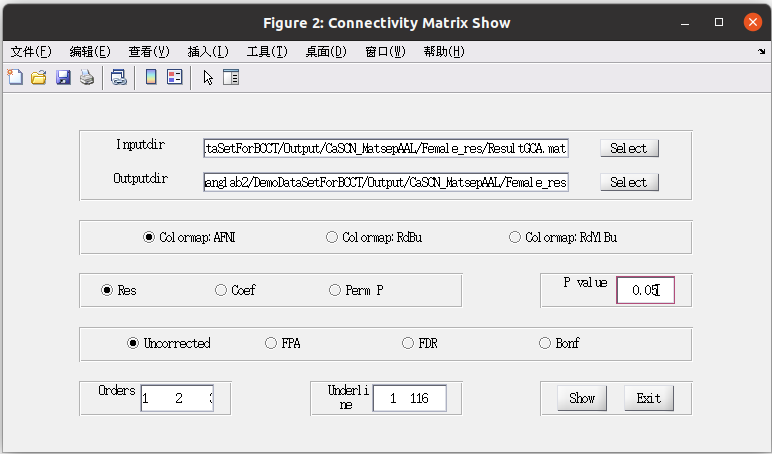 Figure 2: Connectivity Matrix Show
文件(F) 编辑(E) 查看(V) 插入(I) 工具(T) 桌面(D) 窗口(W) 帮助(H)
Inputdir taSetForBCCT/Output/CaSCN_MatsepAAL/Female_res/ResultGCA.mat Select
Outputdir anglab2/DemoDataSetForBCCT/Output/CaSCN_MatsepAAL/Female_res Select
Colormap:AFNI Colormap:RdBu Colormap:RdYlBu
Res Coef Perm P P value 0.05
Uncorrected FPA FDR Bonf
Orders 1 2 3 Underli
ne 1 116 Show Exit